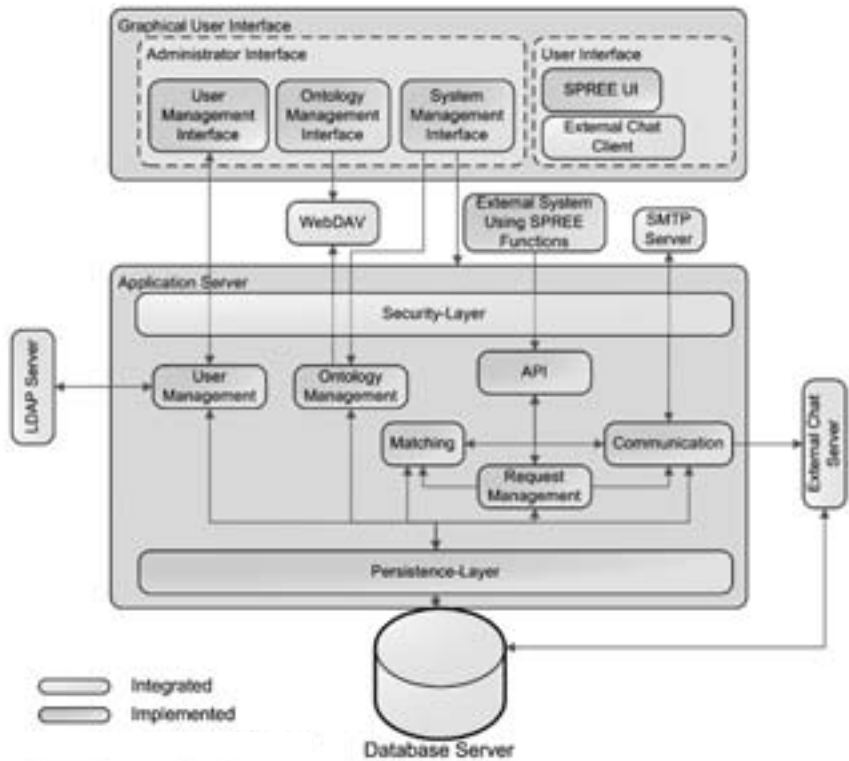 Graphical User Interface
Administrator Interface
User
Management
Interface
Ontology
Management
Interface
System
Management
Interface
User Interface
SPREE UI
External Chat
Client
WebDAV
External System
Using SPREE
Functions
SMTP
Server
Application Server
Security-Layer
LDAP Server
User
Management
Ontology
Management
API
Matching
Communication
Request
Management
External Chat
Server
Persistence-Layer
Integrated
Implemented
Database Server